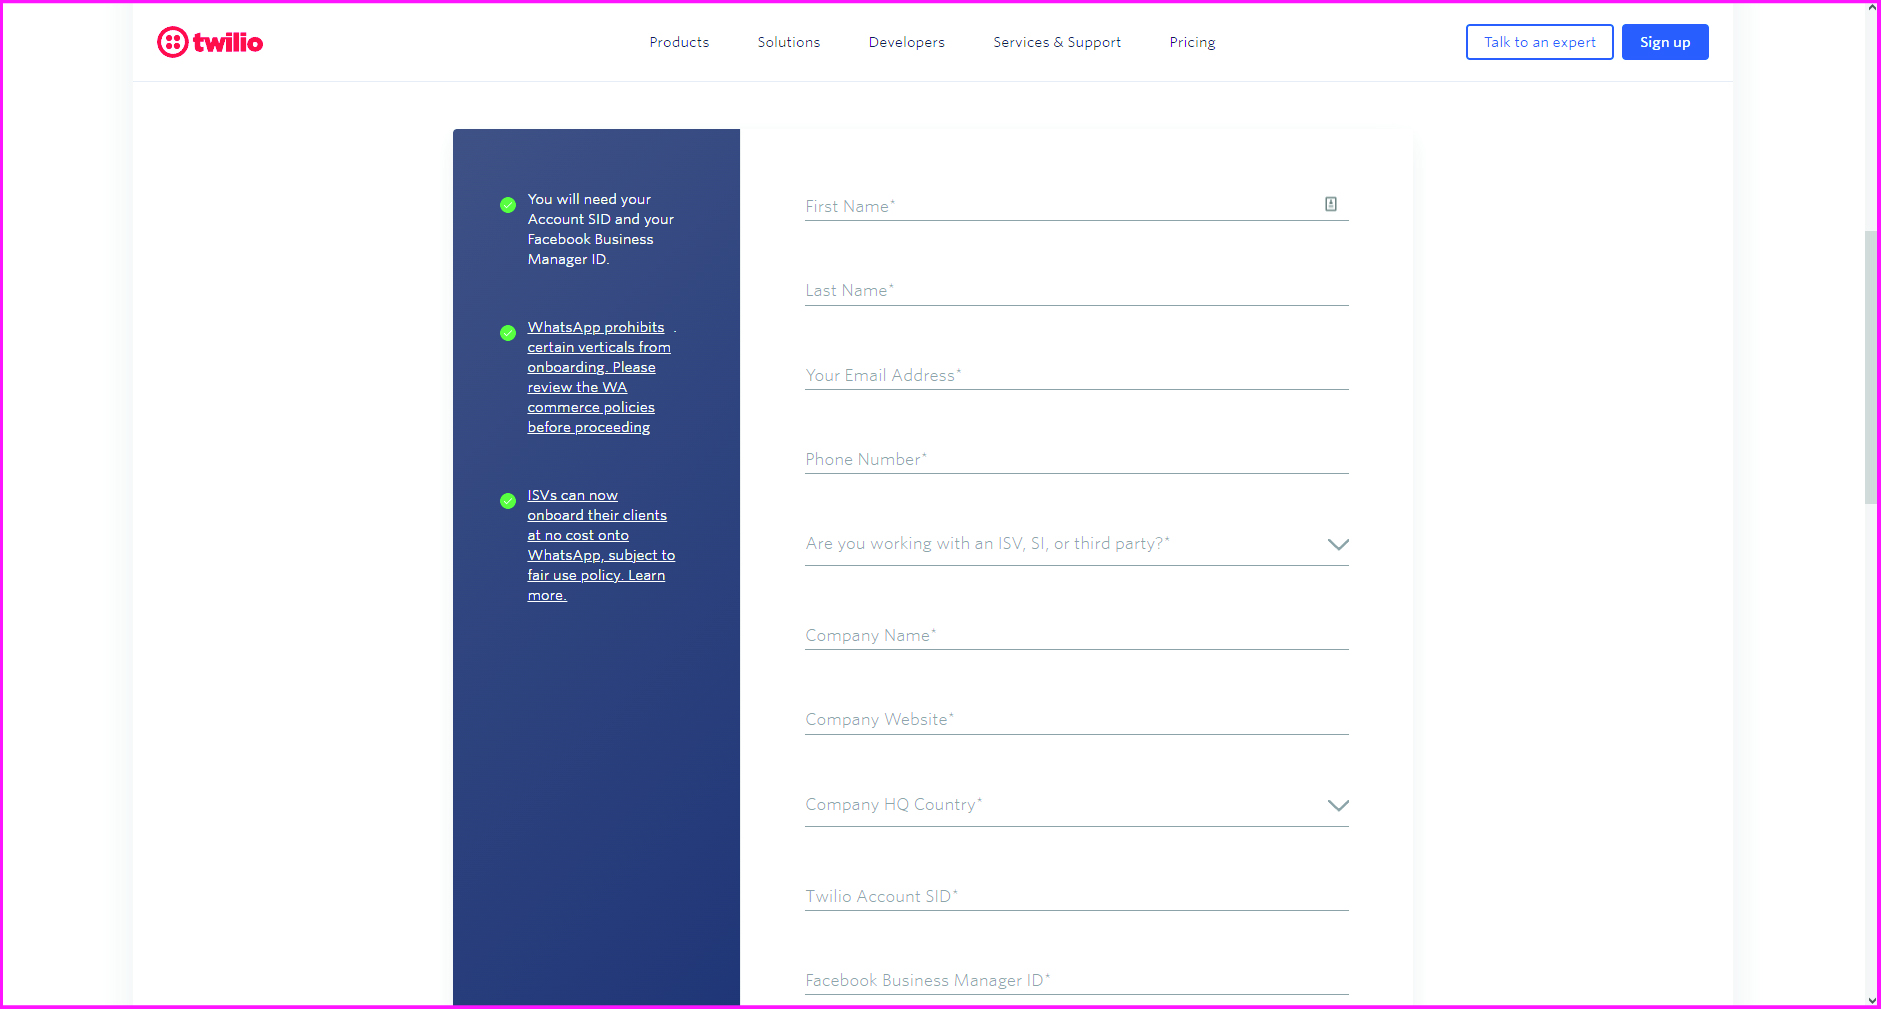 twilio
Products Solutions Developers Services & Support Pricing
Talk to an expert Sign up
You will need your
Account SID and your
Facebook Business
Manager ID.
WhatsApp prohibits .
certain verticals from
onboarding. Please
review the WA
commerce policies
before proceeding
ISVs can now
onboard their clients
at no cost onto
WhatsApp, subject to
fair use policy. Learn
more.
First Name*
Last Name*
Your Email Address*
Phone Number*
Are you working with an ISV, SI, or third party?*
Company Name*
Company Website*
Company HQ Country*
Twilio Account SID*
Facebook Business Manager ID*